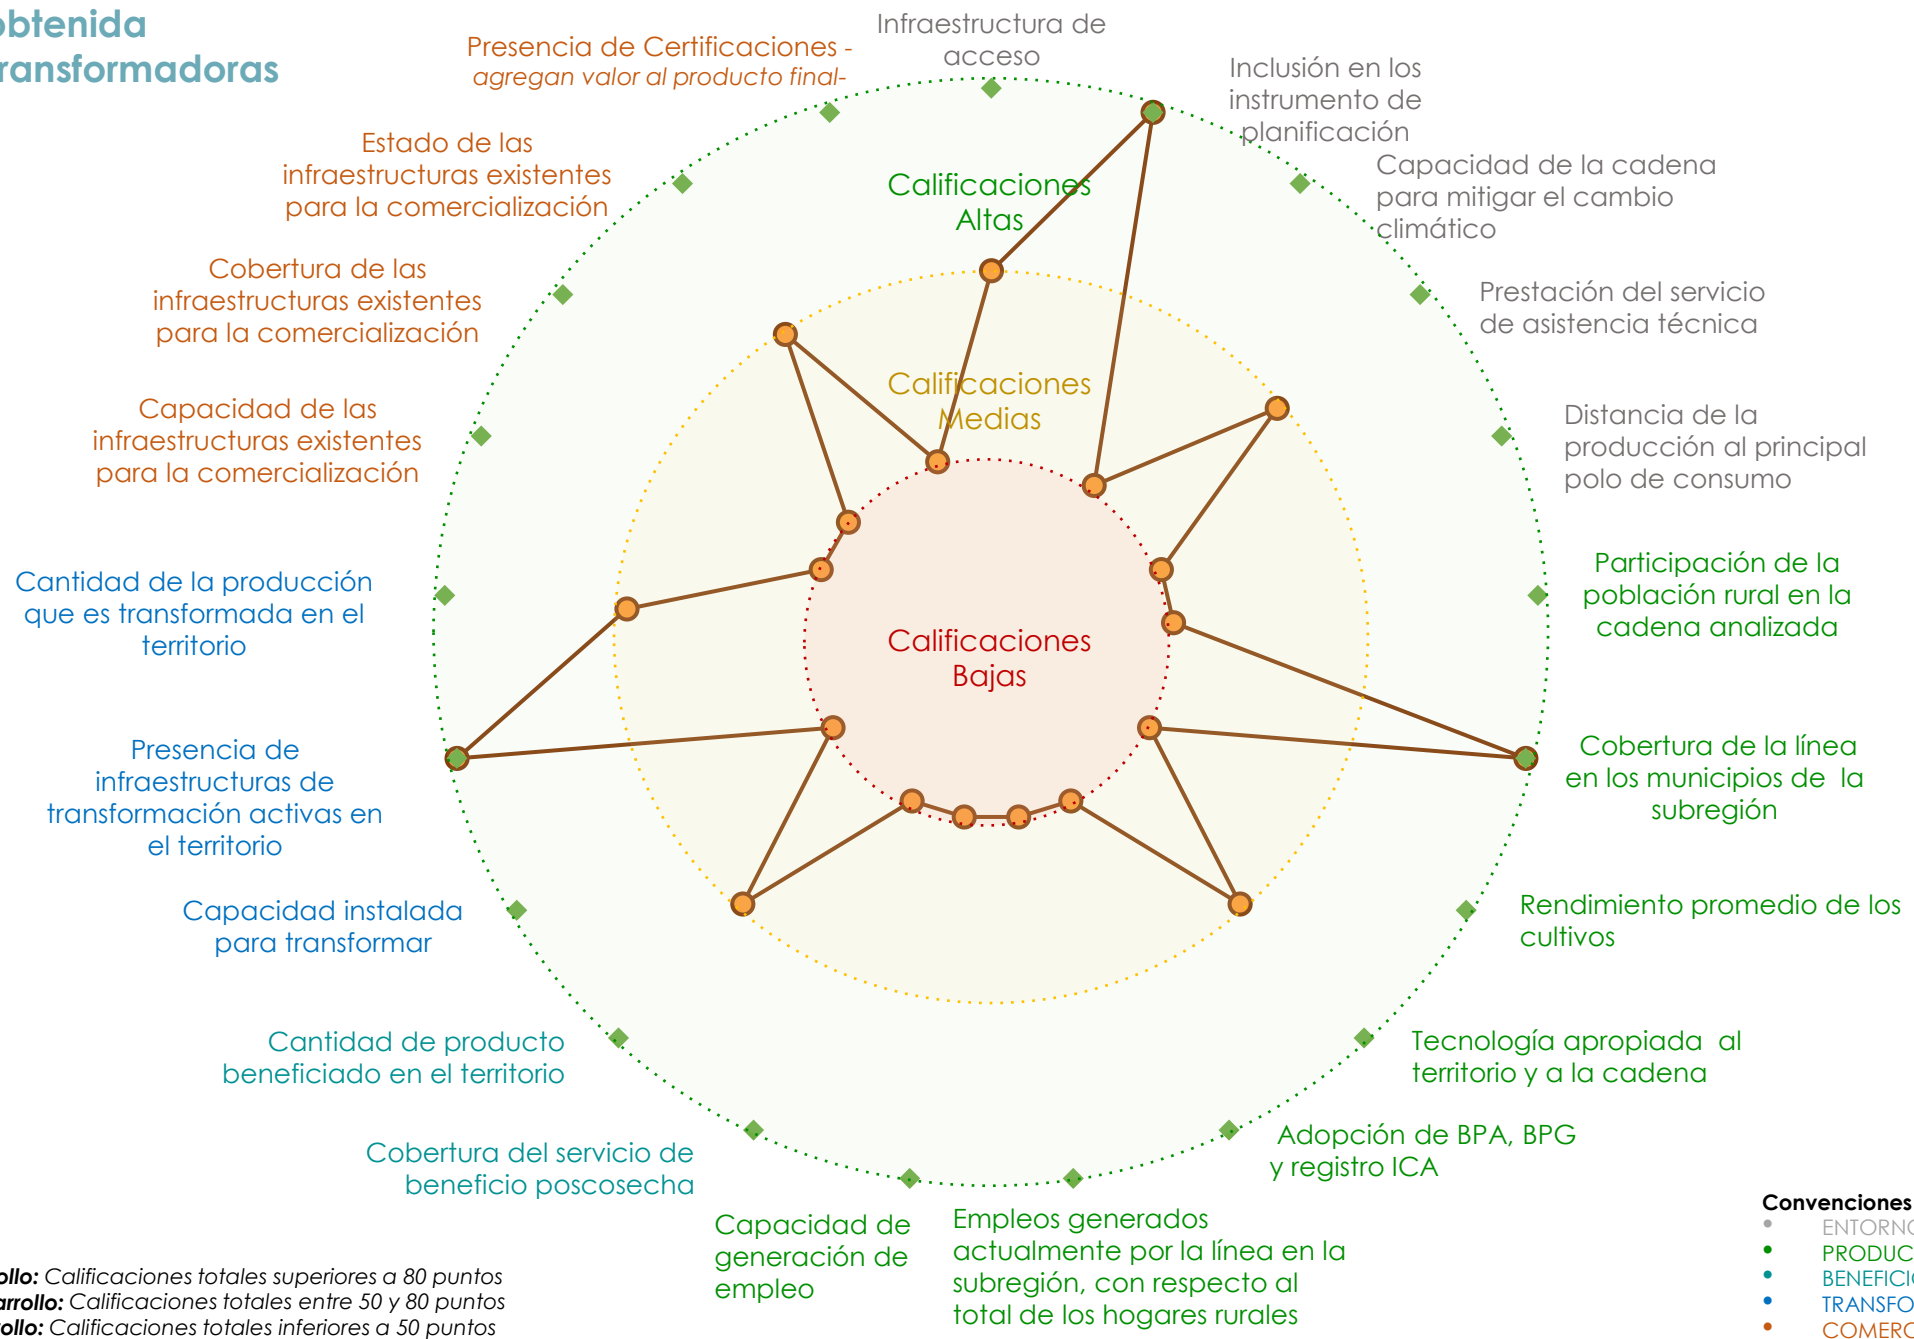 obtenida
transformadoras
Presencia de Certificaciones -
agregan valor al producto final-
Infraestructura de
acceso
Inclusión en los
instrumento de
planificación
Capacidad de la cadena
para mitigar el cambio
climático
Prestación del servicio
de asistencia técnica
Distancia de la
producción al principal
polo de consumo
Participación de la
población rural en la
cadena analizada
Cobertura de la línea
en los municipios de la
subregión
Rendimiento promedio de los
cultivos
Tecnología apropiada al
territorio y a la cadena
Adopción de BPA, BPG
y registro ICA
Empleos generados
actualmente por la línea en la
subregión, con respecto al
total de los hogares rurales
Capacidad de
generación de
empleo
Cobertura del servicio de
beneficio poscosecha
Cantidad de producto
beneficiado en el territorio
Capacidad instalada
para transformar
Presencia de
infraestructuras de
transformación activas en
el territorio
Cantidad de la producción
que es transformada en el
territorio
Capacidad de las
infraestructuras existentes
para la comercialización
Cobertura de las
infraestructuras existentes
para la comercialización
Estado de las
infraestructuras existentes
para la comercialización
Calificaciones
Altas
Calificaciones
Medias
Calificaciones
Bajas
ollo: Calificaciones totales superiores a 80 puntos
arrollo: Calificaciones totales entre 50 y 80 puntos
ollo: Calificaciones totales inferiores a 50 puntos
Convenciones
ENTORNO
PRODUC
BENEFICIO
TRANSFO
COMERC